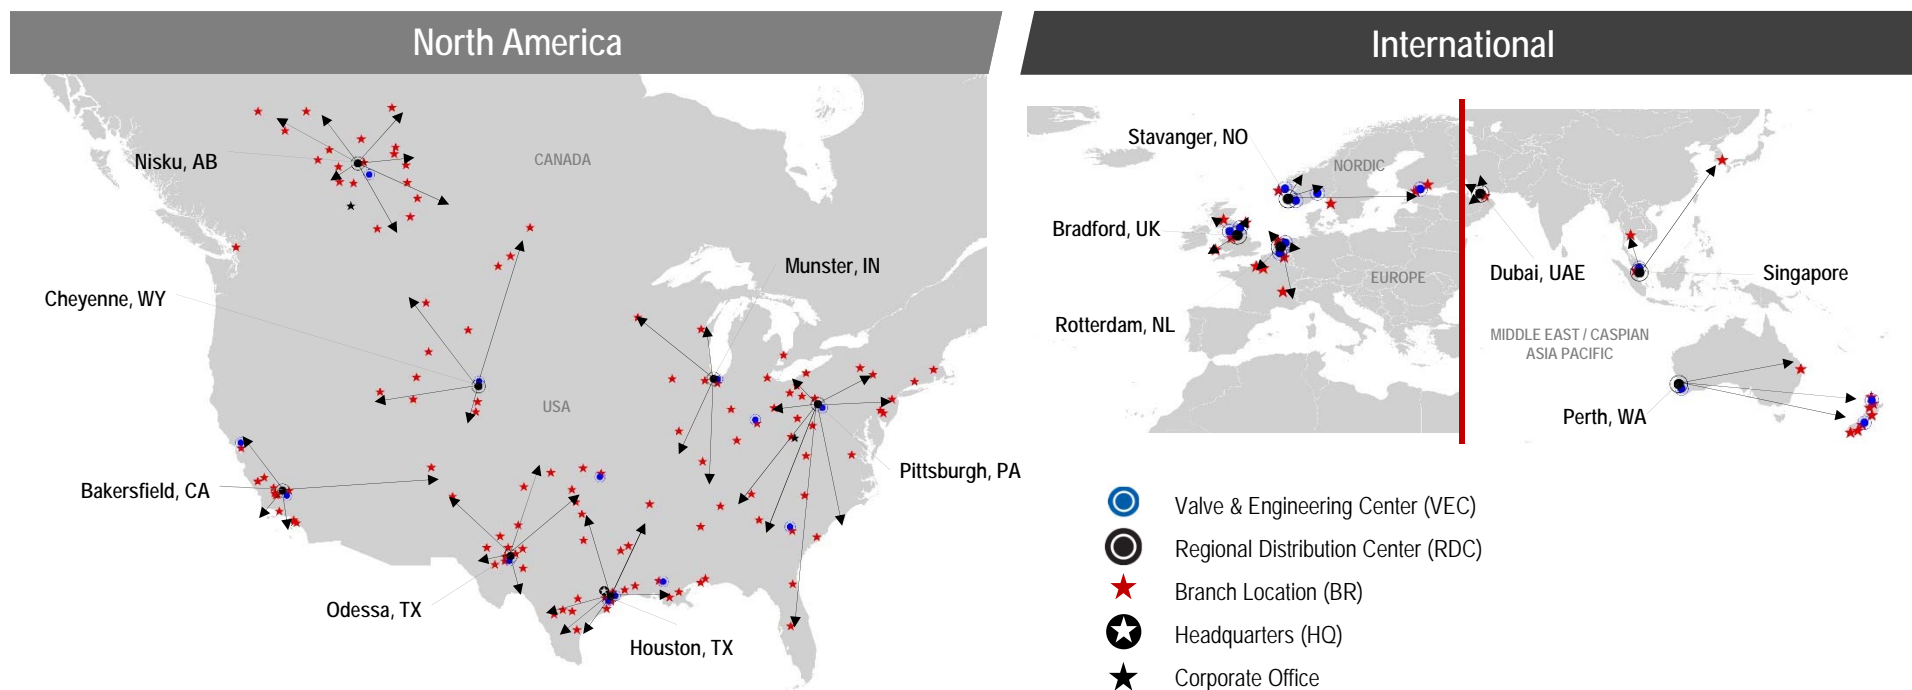 North America
International
Nisku, AB
CANADA
Cheyenne, WY
Munster, IN
USA
Bakersfield, CA
Pittsburgh, PA
Odessa, TX
Houston, TX
Stavanger, NO
NORDIC
Bradford, UK
EUROPE
Rotterdam, NL
Dubai, UAE
Singapore
MIDDLE EAST / CASPIAN
ASIA PACIFIC
Perth, WA
Valve & Engineering Center (VEC)
Regional Distribution Center (RDC)
Branch Location (BR)
Headquarters (HQ)
Corporate Office